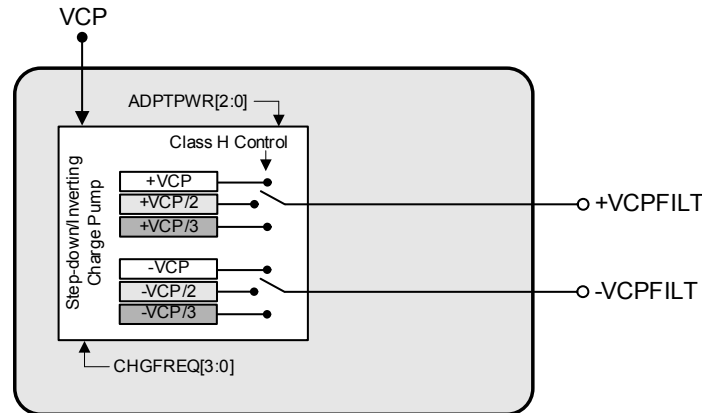 VCP
ADPTPWR[2:0]
Class H Control
Step-down/Inverting
Charge Pump
+VCP
+VCP/2
+VCP/3
+VCPFILT
-VCP
-VCP/2
-VCP/3
-VCPFILT
CHGFREQ[3:0]